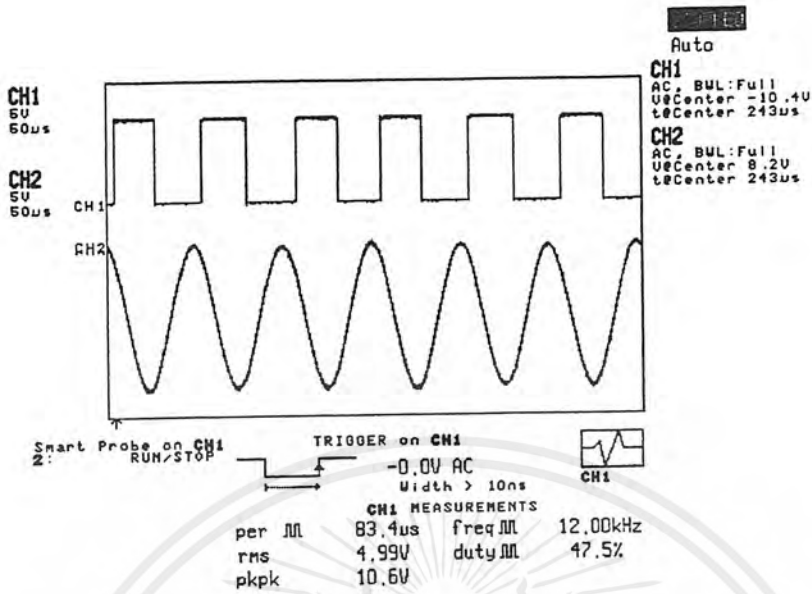 Auto
CH1
AC, BWL:Full
V@Center -10.4V
t@Center 243us
CH2
AC, BWL:Full
V@Center 8.2V
t@Center 243us
CH1
5V
50us
CH2
5V
50us
CH1
CH2
Smart Probe on CH1
2: RUN/STOP
TRIGGER on CH1
-0.0V AC
Width > 10ns
CH1
CH1 MEASUREMENTS
per 83.4us freq 12.00kHz
rms 4.99V duty 47.5%
pkpk 10.6V